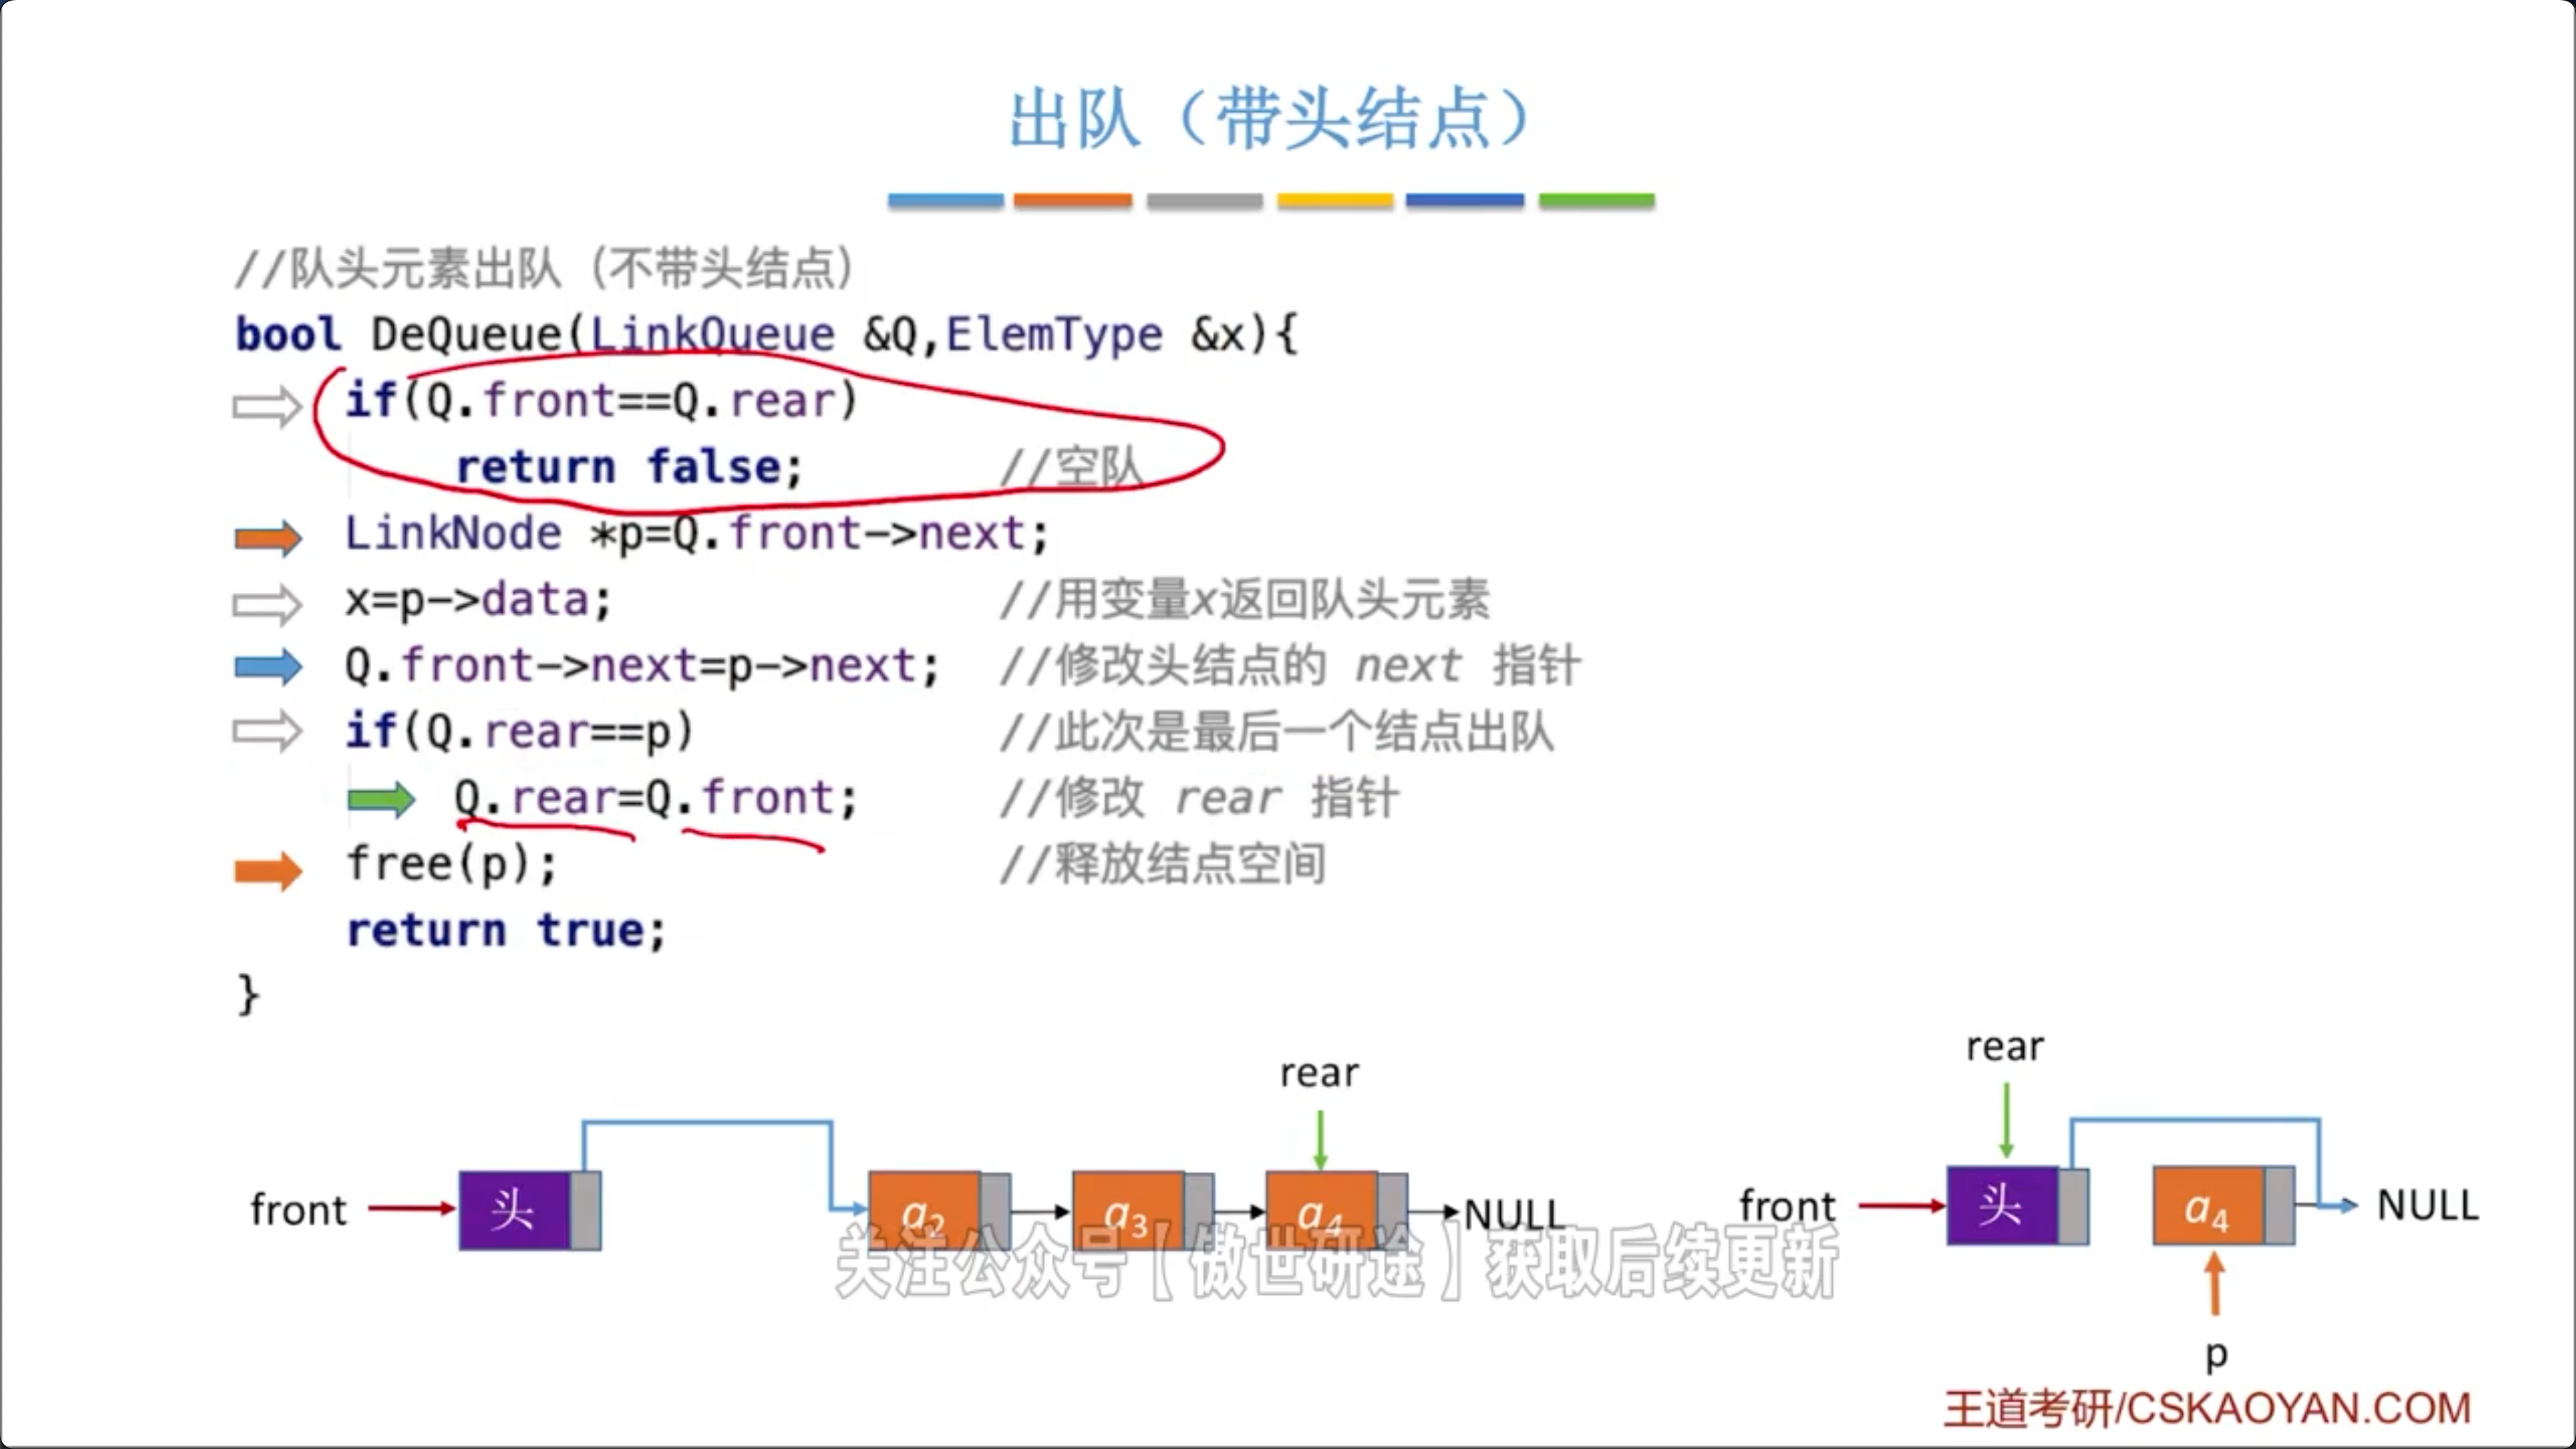 出队（带头结点）
//队头元素出队（不带头结点）
bool DeQueue(LinkQueue &Q,ElemType &x){
if(Q.front==Q.rear)
return false; //空队
LinkNode *p=Q.front->next;
x=p->data; //用变量x返回队头元素
Q.front->next=p->next; //修改头结点的 next 指针
if(Q.rear==p) //此次是最后一个结点出队
Q.rear=Q.front; //修改 rear 指针
free(p); //释放结点空间
return true;
}
rear
front 头 a2 a3 a4 NULL
rear
front 头 a4 NULL
p
关注公众号【傲世研途】获取后续更新
王道考研/CSKAOYAN.COM